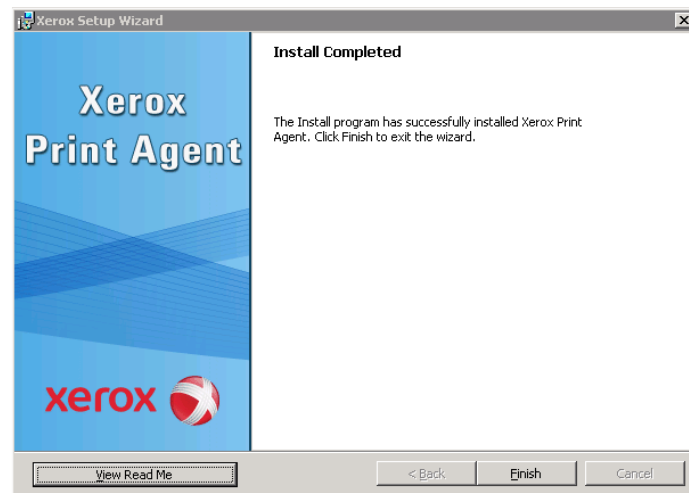 Xerox Setup Wizard
Xerox
Print Agent
xerox
Install Completed
The Install program has successfully installed Xerox Print
Agent. Click Finish to exit the wizard.
View Read Me
< Back
Finish
Cancel